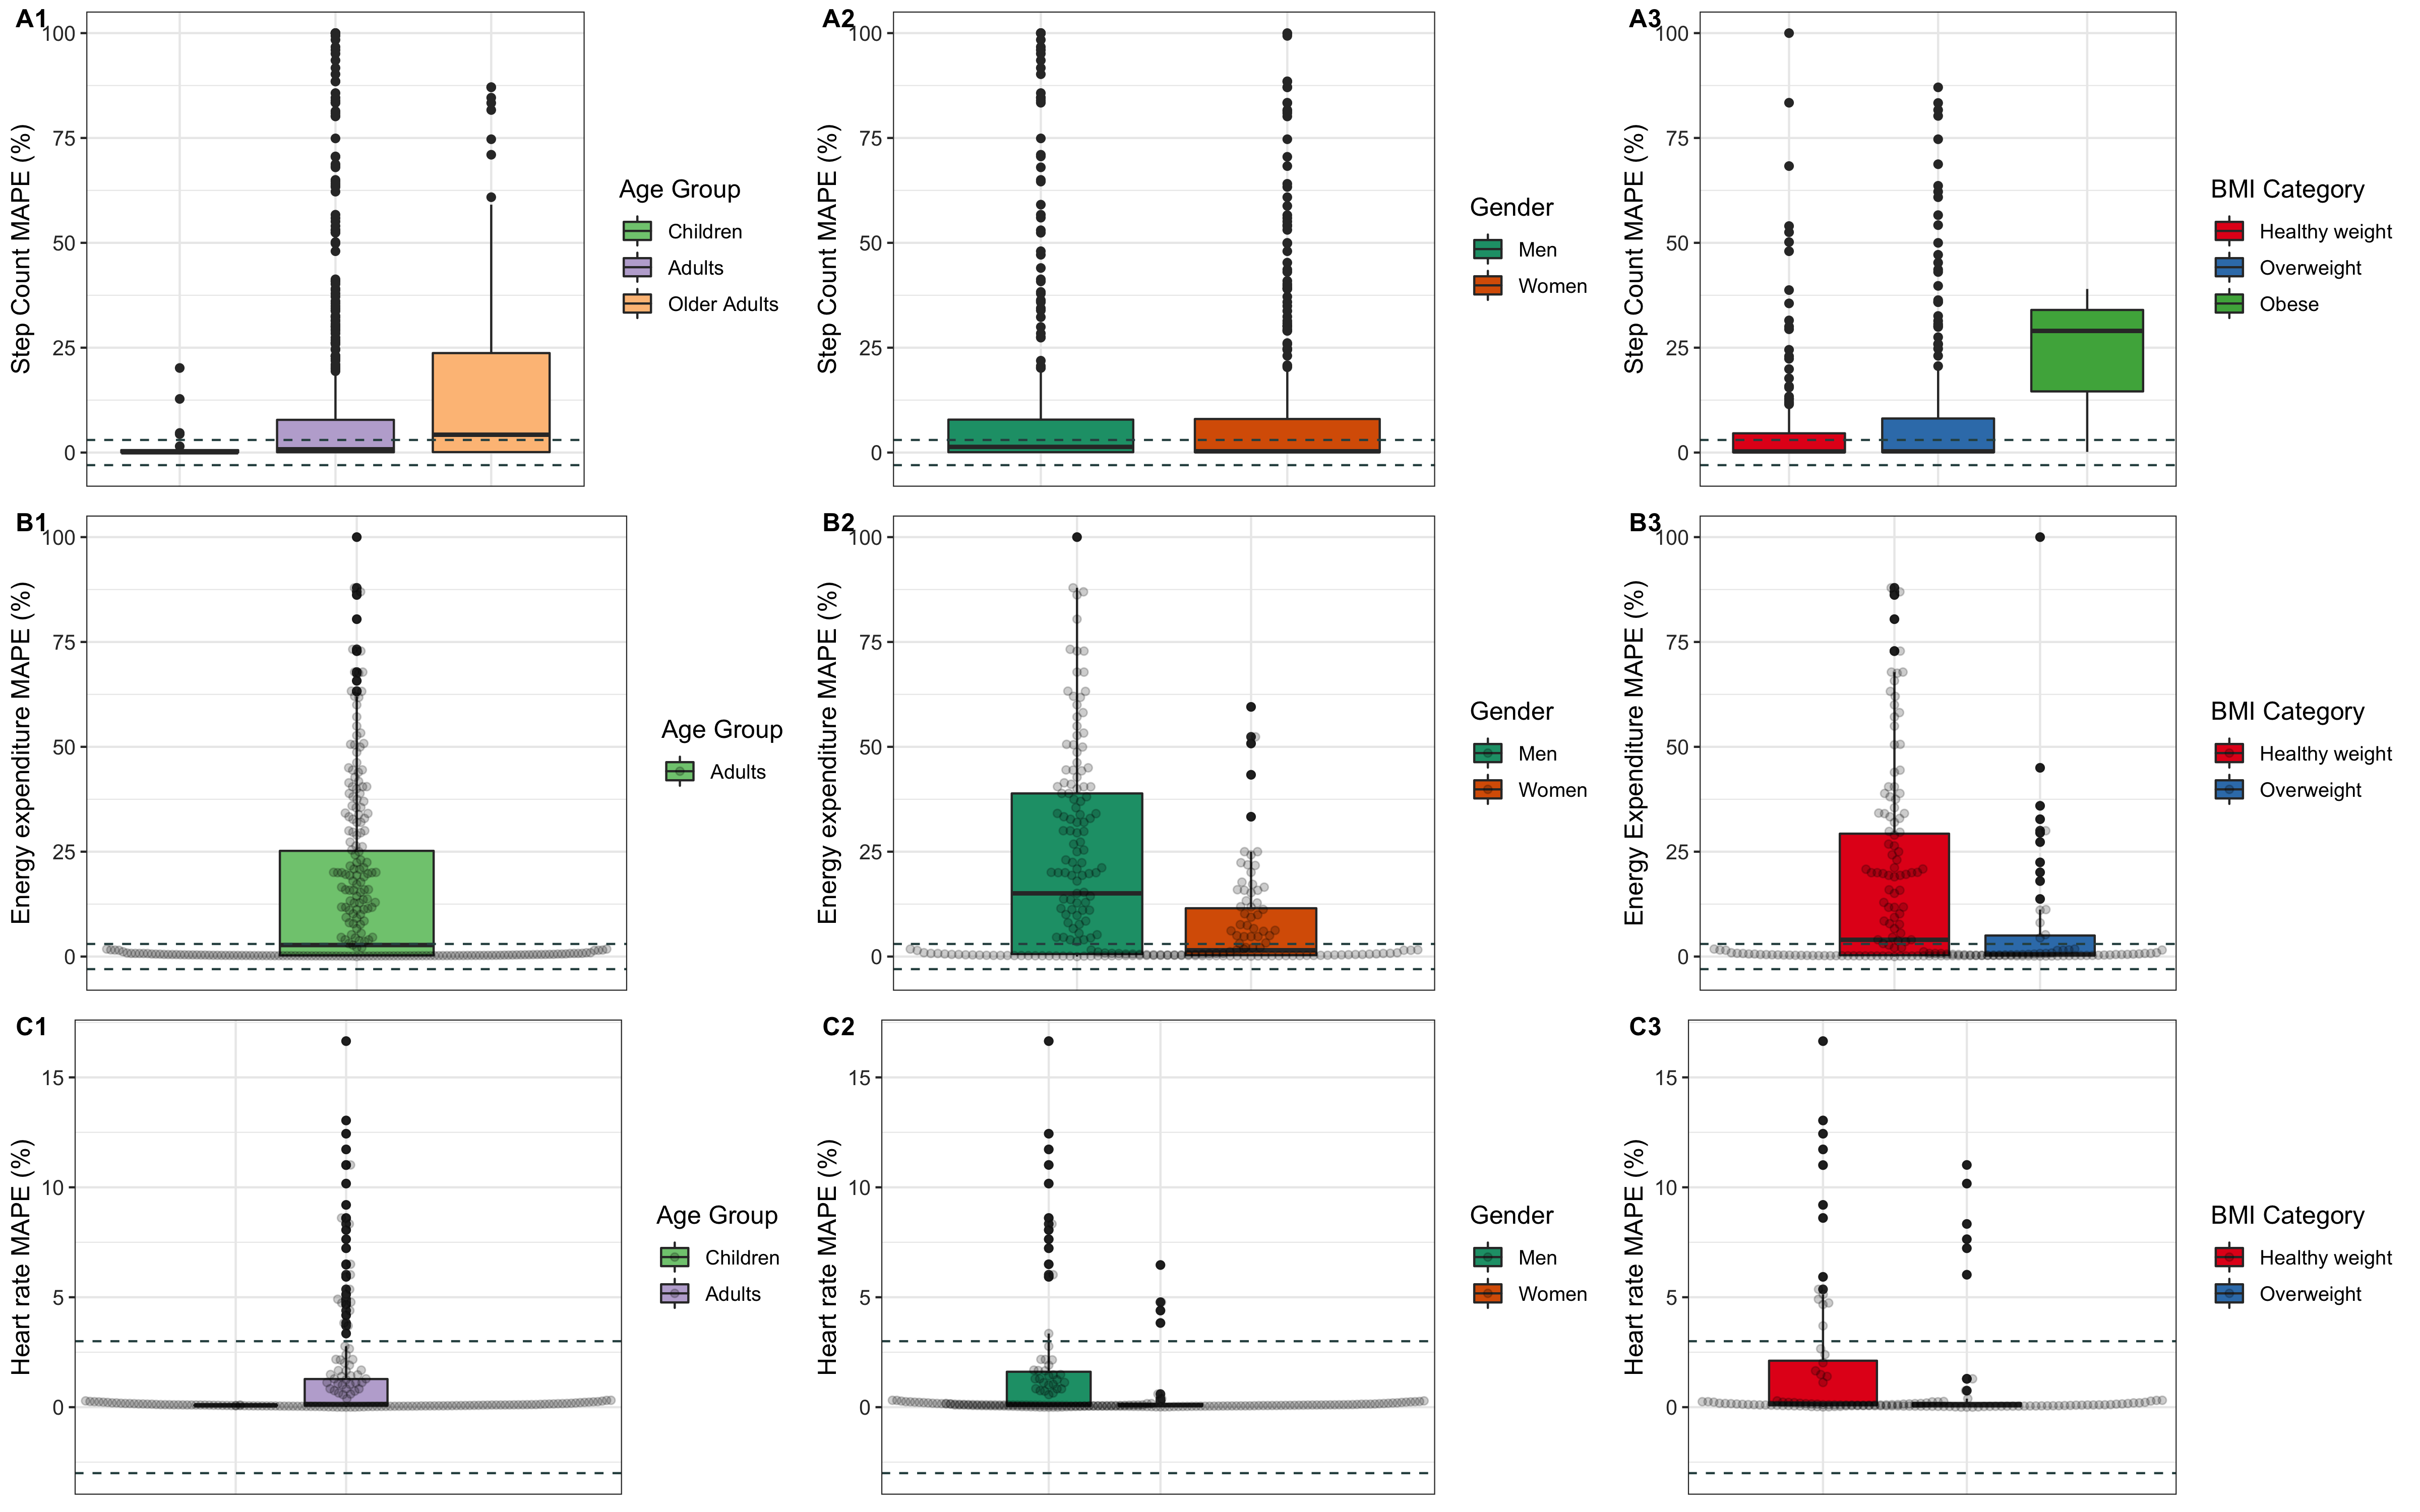 A1
Step Count MAPE (%)
100
75
50
25
0
Age Group
Children
Adults
Older Adults
A2
Step Count MAPE (%)
100
75
50
25
0
Gender
Men
Women
A3
Step Count MAPE (%)
100
75
50
25
0
BMI Category
Healthy weight
Overweight
Obese
B1
Energy expenditure MAPE (%)
100
75
50
25
0
Age Group
Adults
B2
Energy expenditure MAPE (%)
100
75
50
25
0
Gender
Men
Women
B3
Energy Expenditure MAPE (%)
100
75
50
25
0
BMI Category
Healthy weight
Overweight
C1
Heart rate MAPE (%)
15
10
5
0
Age Group
Children
Adults
C2
Heart rate MAPE (%)
15
10
5
0
Gender
Men
Women
C3
Heart rate MAPE (%)
15
10
5
0
BMI Category
Healthy weight
Overweight